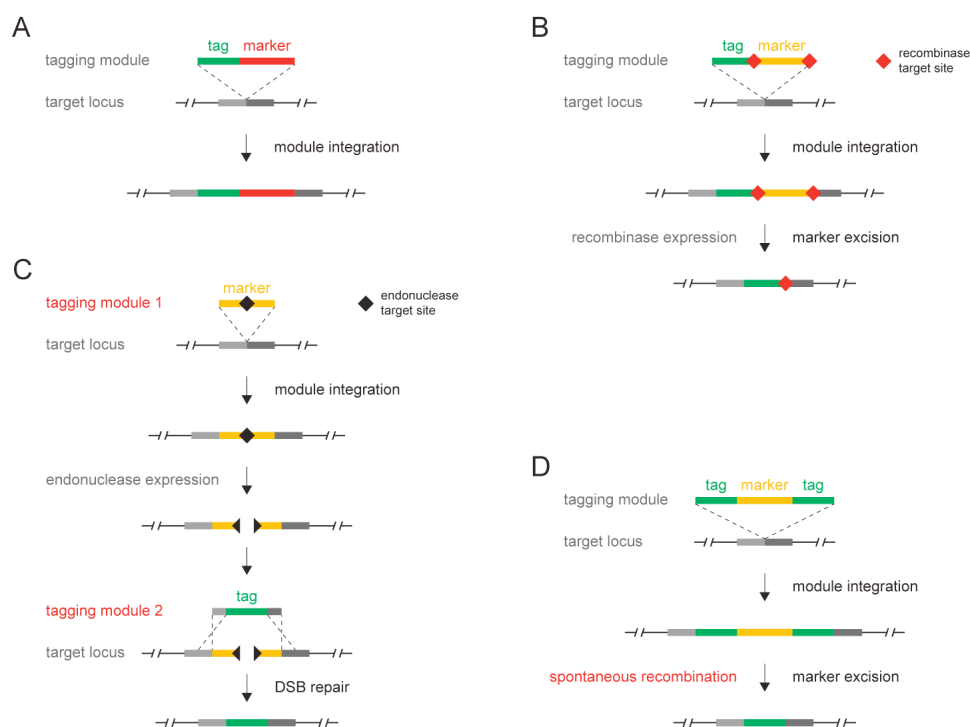 A
tag marker
tagging module
target locus
module integration
B
tag marker
tagging module
recombinase
target site
target locus
module integration
recombinase expression marker excision
C
marker
tagging module 1
endonuclease
target site
target locus
module integration
endonuclease expression
tag
tagging module 2
target locus
DSB repair
D
tag marker tag
tagging module
target locus
module integration
spontaneous recombination marker excision